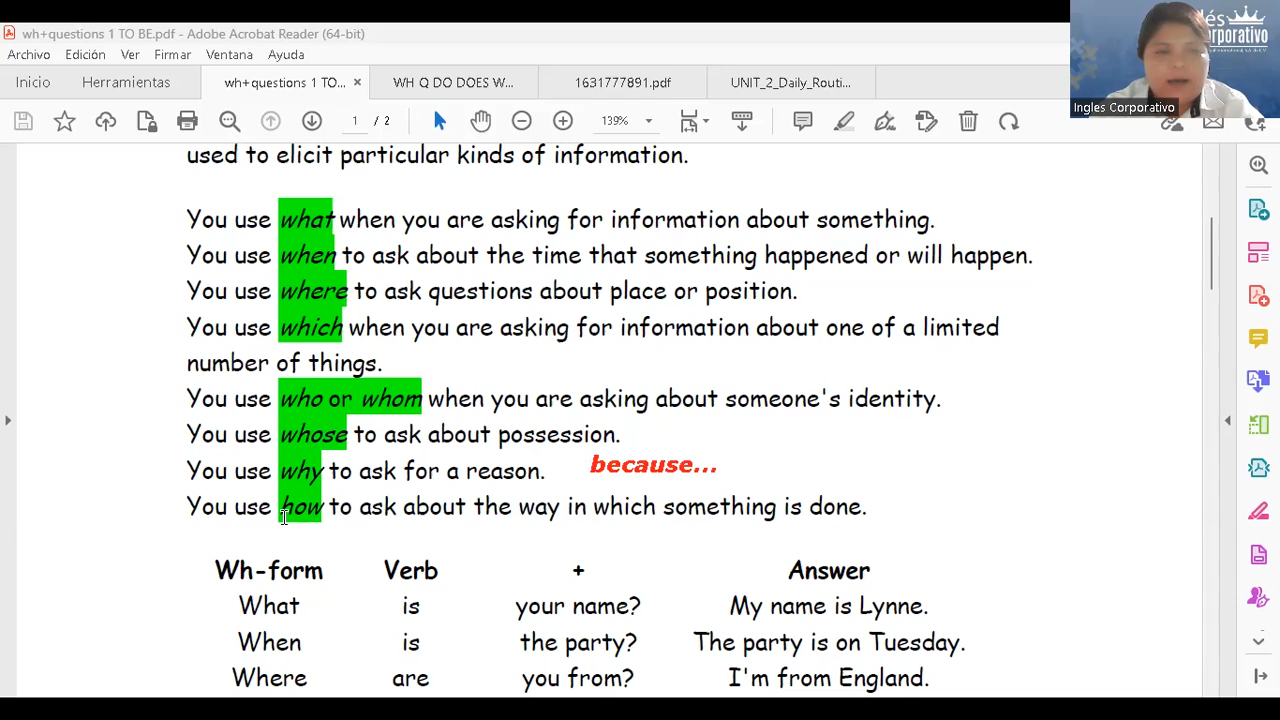 wh+questions 1 TO BE.pdf - Adobe Acrobat Reader (64-bit)
Archivo Edición Ver Firmar Ventana Ayuda
Inicio Herramientas wh+questions 1 TO... × WH Q DO DOES W... 1631777891.pdf UNIT_2_Daily_Routi...
1 / 2 139%
Corporativo
Ingles Corporativo
used to elicit particular kinds of information.
You use what when you are asking for information about something.
You use when to ask about the time that something happened or will happen.
You use where to ask questions about place or position.
You use which when you are asking for information about one of a limited
number of things.
You use who or whom when you are asking about someone's identity.
You use whose to ask about possession.
You use why to ask for a reason. because...
You use how to ask about the way in which something is done.
Wh-form Verb + Answer
What is your name? My name is Lynne.
When is the party? The party is on Tuesday.
Where are you from? I'm from England.